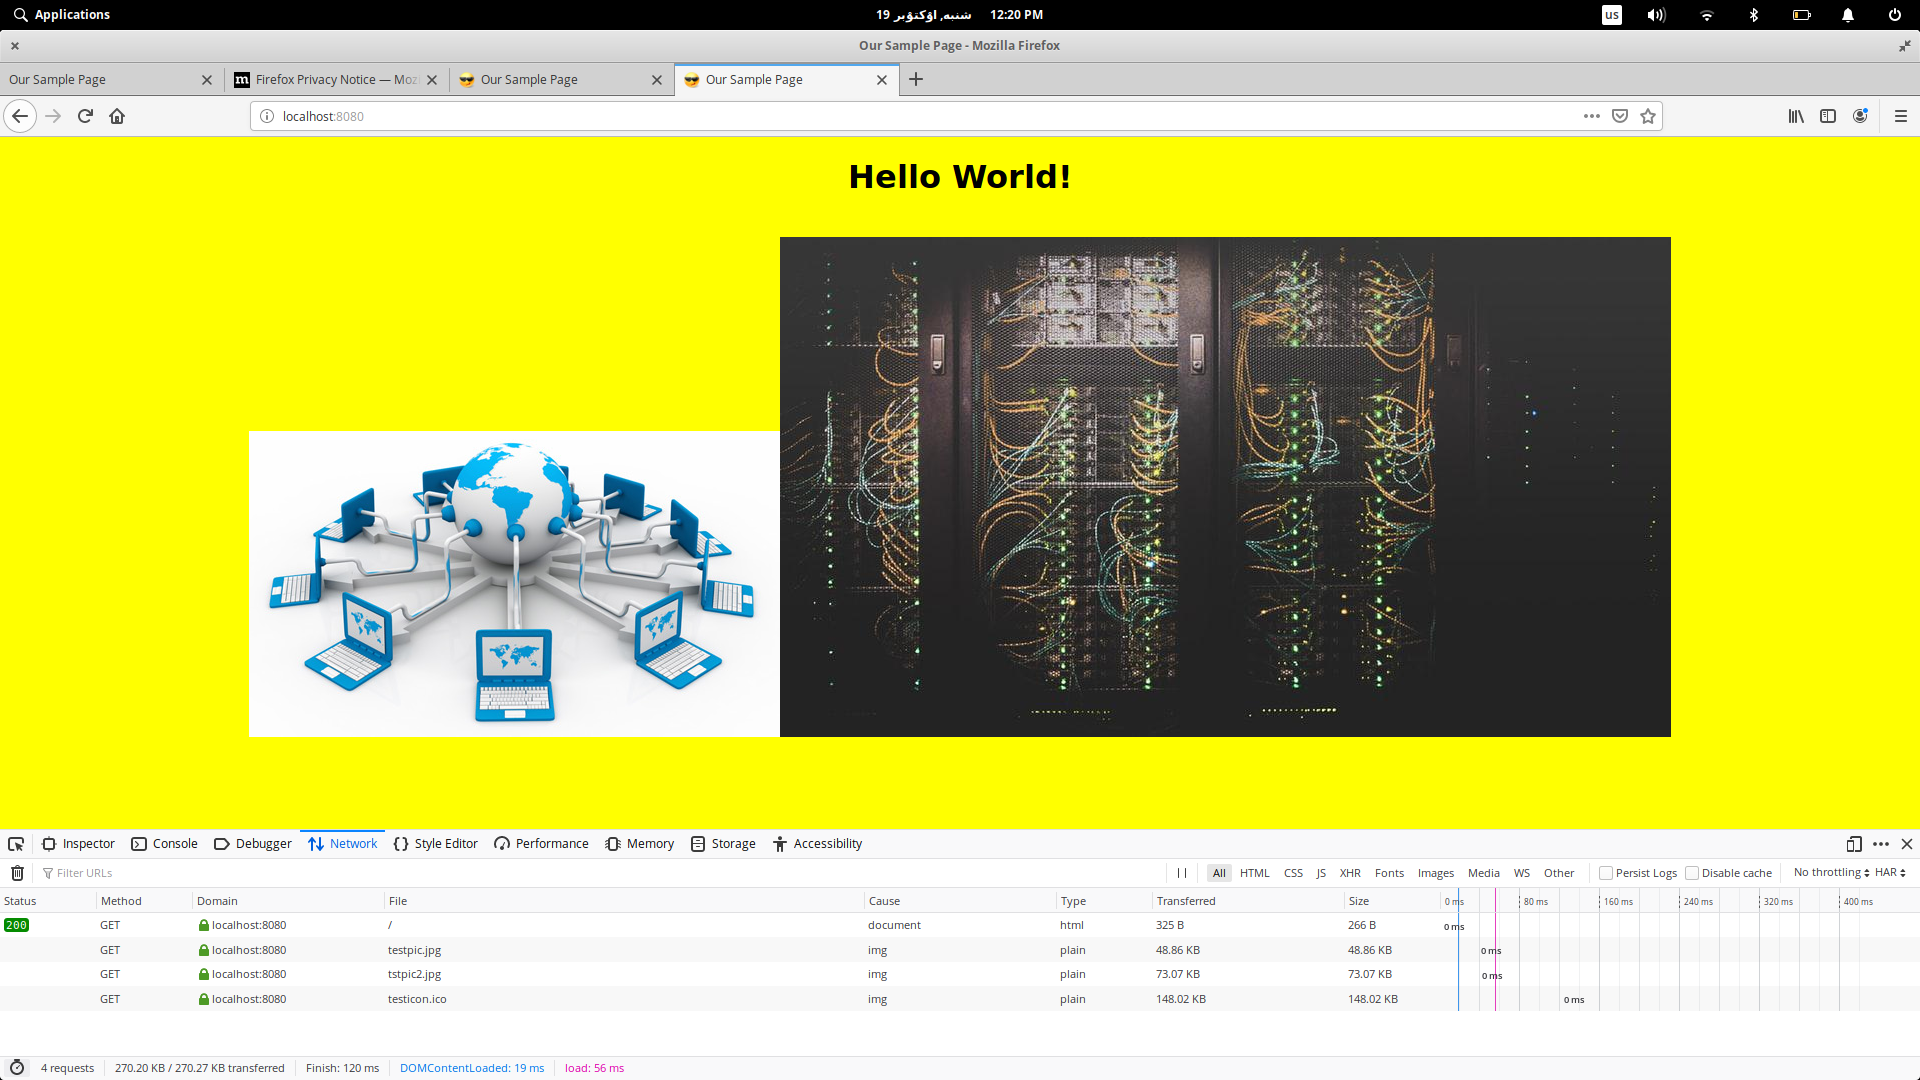 Applications
شنبه, اؤکتؤبر 19 12:20 PM
us
Our Sample Page - Mozilla Firefox
Our Sample Page
m Firefox Privacy Notice — Moz
Our Sample Page
Our Sample Page
localhost:8080
Hello World!
Inspector Console Debugger Network Style Editor Performance Memory Storage Accessibility
Filter URLs All HTML CSS JS XHR Fonts Images Media WS Other Persist Logs Disable cache No throttling HAR
Status Method Domain File Cause Type Transferred Size 0 ms 80 ms 160 ms 240 ms 320 ms 400 ms
200 GET localhost:8080 / document html 325 B 266 B 0 ms
GET localhost:8080 testpic.jpg img plain 48.86 KB 48.86 KB 0 ms
GET localhost:8080 tstpic2.jpg img plain 73.07 KB 73.07 KB 0 ms
GET localhost:8080 testicon.ico img plain 148.02 KB 148.02 KB 0 ms
4 requests 270.20 KB / 270.27 KB transferred Finish: 120 ms DOMContentLoaded: 19 ms load: 56 ms